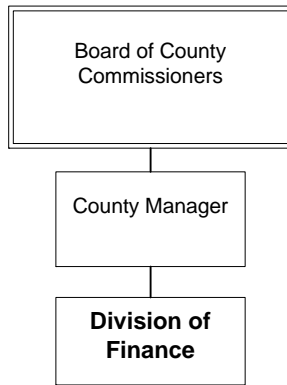 Board of County
Commissioners
County Manager
Division of
Finance